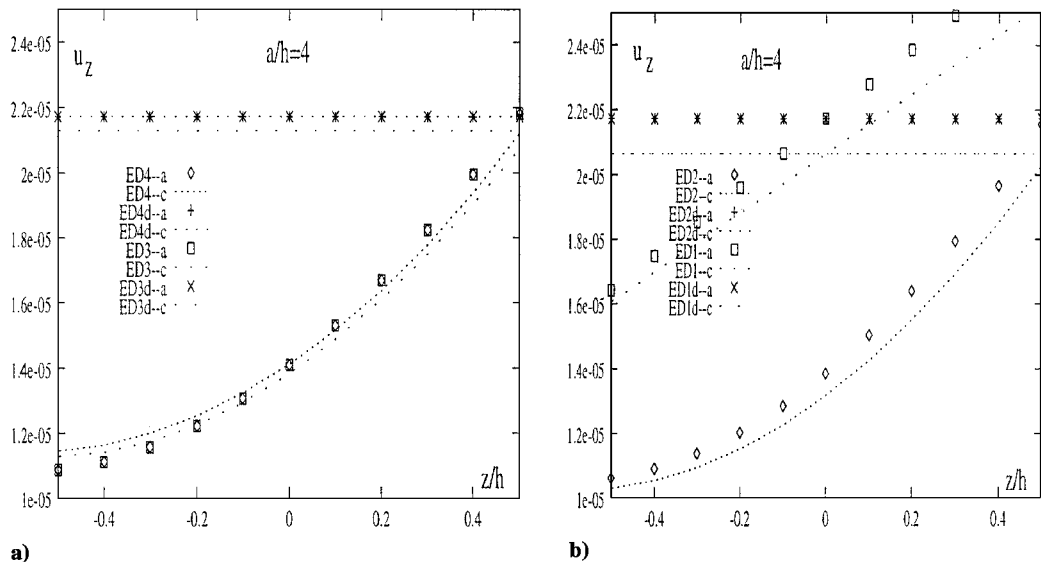 2.4e-05
2.2e-05
2e-05
1.8e-05
1.6e-05
1.4e-05
1.2e-05
1e-05
u_z
a/h=4
ED4--a
ED4--c
ED4d--a
ED4d--c
ED3--a
ED3--c
ED3d--a
ED3d--c
z/h
-0.4 -0.2 0 0.2 0.4
a)
2.4e-05
2.2e-05
2e-05
1.8e-05
1.6e-05
1.4e-05
1.2e-05
1e-05
u_z
a/h=4
ED2--a
ED2--c
ED2d--a
ED2d--c
ED1--a
ED1--c
ED1d--a
ED1d--c
z/h
-0.4 -0.2 0 0.2 0.4
b)